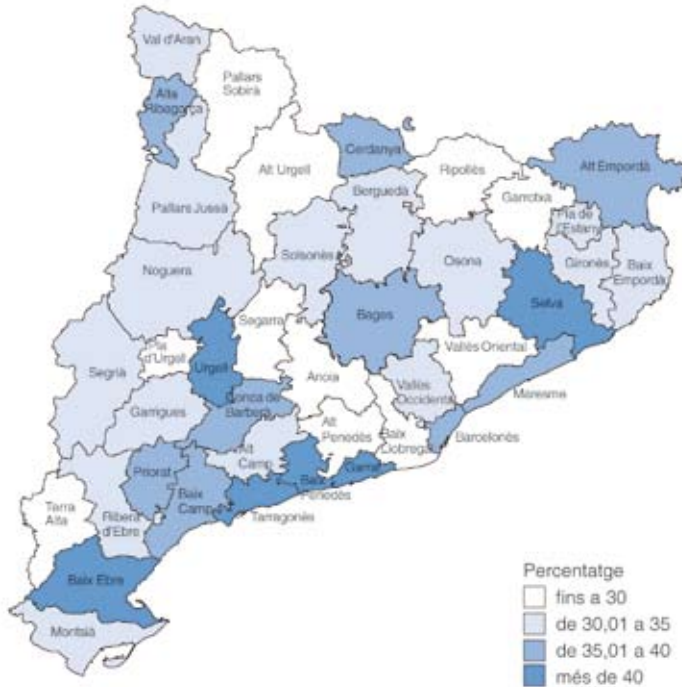 Val d'Aran
Pallars
Sobirà
Alta
Ribagorça
Cerdanya
Alt Urgell
Ripollès
Alt Empordà
Berguedà
Garrotxa
Pallars Jussà
Pla de
l'Estany
Solsonès
Osona
Gironès
Baix
Empordà
Noguera
Selva
Bages
Segarra
Vallès Oriental
Pla
d'Urgell
Urgell
Segrià
Anoia
Vallès
Occidental
Maresme
Garrigues
Conca de
Barberà
Alt
Penedès
Baix
Llobregat
Barcelonès
Alt
Camp
Priorat
Baix
Penedès
Garraf
Baix
Camp
Tarragonès
Terra
Alta
Ribera
d'Ebre
Baix Ebre
Montsià
Percentatge
fins a 30
de 30,01 a 35
de 35,01 a 40
més de 40